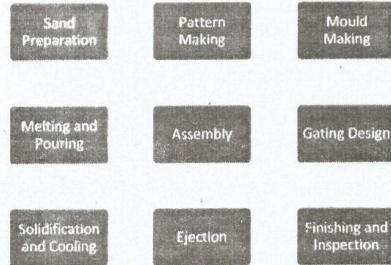 Sand
Preparation
Pattern
Making
Mould
Making
Melting and
Pouring
Assembly
Gating Design
Solidification
and Cooling
Ejection
Finishing and
Inspection